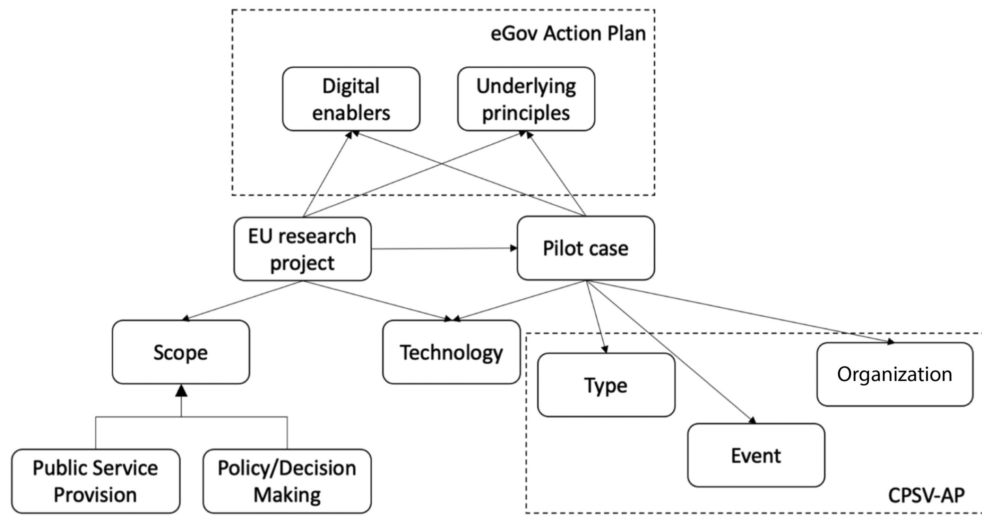 eGov Action Plan
Digital
enablers
Underlying
principles
EU research
project
Pilot case
Scope
Technology
Type
Organization
Event
Public Service
Provision
Policy/Decision
Making
CPSV-AP